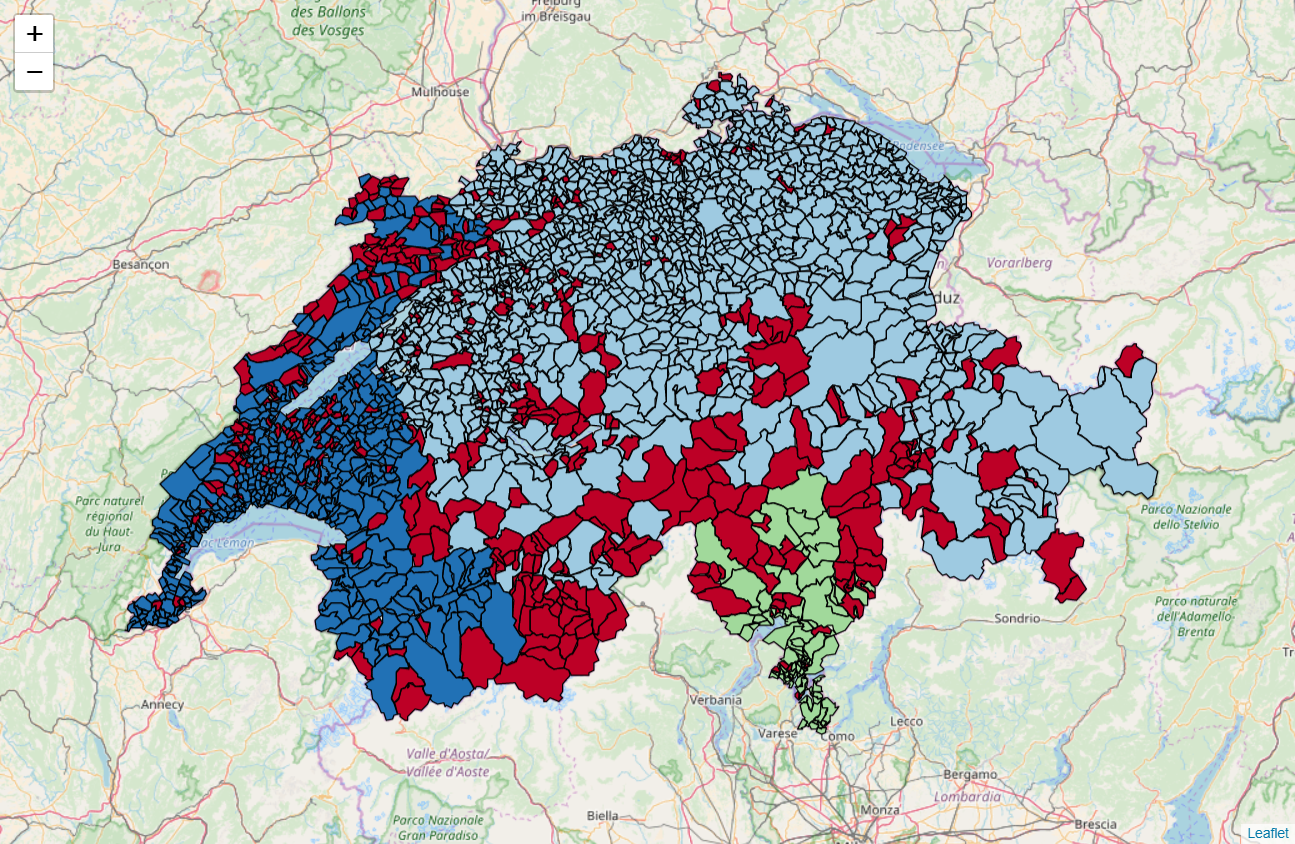 +
−
des Ballons
des Vosges
Freiburg
im Breisgau
Mulhouse
Bodensee
Besançon
Vorarlberg
duz
Parc naturel
régional
du Haut-
Jura
Lac Léman
Parco Nazionale
dello Stelvio
Parco naturale
dell'Adamello-
Brenta
Sondrio
Tr
Annecy
Verbania
Lecco
Varese
Como
Valle d'Aosta/
Vallée d'Aoste
Bergamo
Lombardia
Biella
Monza
Parco Nazionale
Gran Paradiso
Brescia
Leaflet